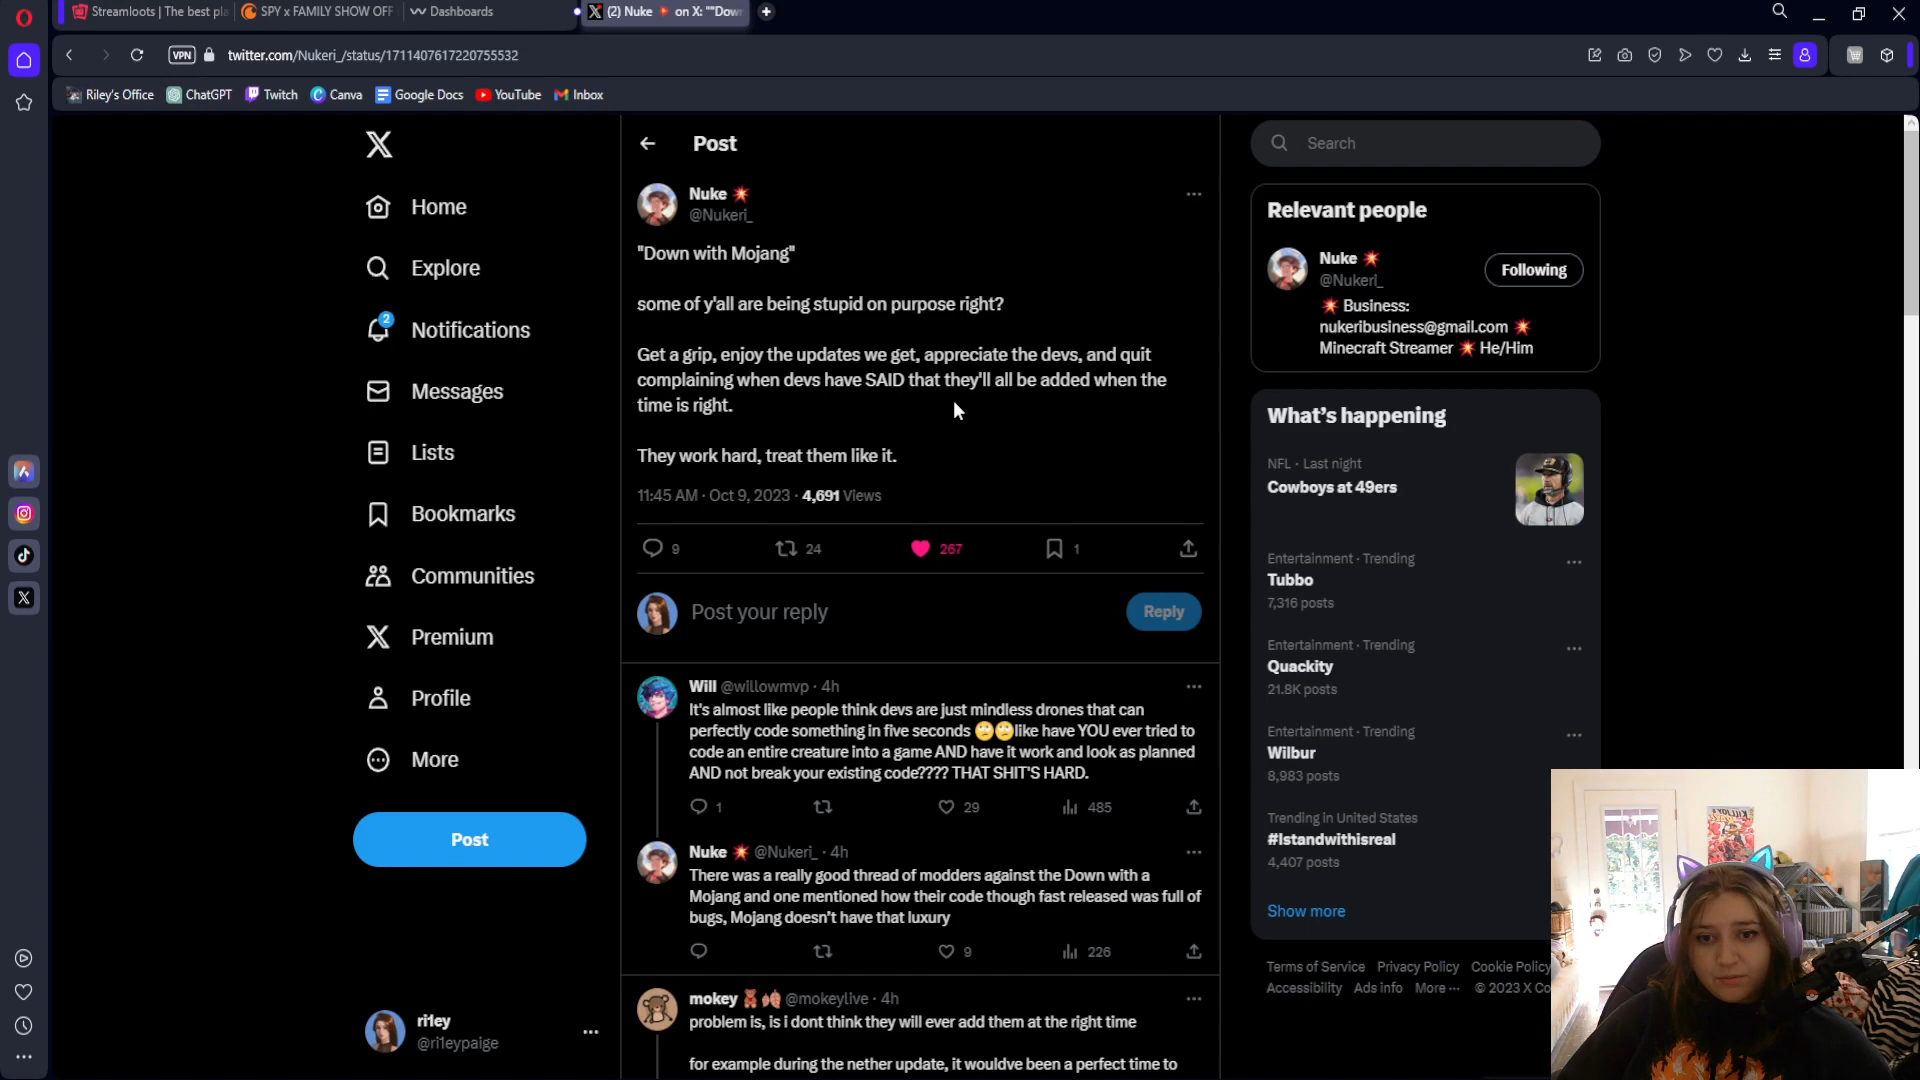 Streamloots | The best pla
SPY x FAMILY SHOW OFF
Dashboards
(2) Nuke 💥 on X: ""Dow
VPN
twitter.com/Nukeri_/status/1711407617220755532
Riley's Office
ChatGPT
Twitch
Canva
Google Docs
YouTube
Inbox
Home
Explore
2
Notifications
Messages
Lists
Bookmarks
Communities
Premium
Profile
More
Post
ri1ey
@ri1eypaige
Post
Nuke 💥
@Nukeri_
"Down with Mojang"
some of y'all are being stupid on purpose right?
Get a grip, enjoy the updates we get, appreciate the devs, and quit
complaining when devs have SAID that they'll all be added when the
time is right.
They work hard, treat them like it.
11:45 AM · Oct 9, 2023 · 4,691 Views
9
24
267
1
Post your reply
Reply
Will @willowmvp · 4h
It's almost like people think devs are just mindless drones that can
perfectly code something in five seconds 🙄🙄like have YOU ever tried to
code an entire creature into a game AND have it work and look as planned
AND not break your existing code???? THAT SHIT'S HARD.
1
29
485
Nuke 💥 @Nukeri_ · 4h
There was a really good thread of modders against the Down with a
Mojang and one mentioned how their code though fast released was full of
bugs, Mojang doesn't have that luxury
9
226
mokey 🧸🫁 @mokeylive · 4h
problem is, is i dont think they will ever add them at the right time
for example during the nether update, it wouldve been a perfect time to
Search
Relevant people
Nuke 💥
@Nukeri_
Following
💥 Business:
nukeribusiness@gmail.com 💥
Minecraft Streamer 💥 He/Him
What's happening
NFL · Last night
Cowboys at 49ers
Entertainment · Trending
Tubbo
7,316 posts
Entertainment · Trending
Quackity
21.8K posts
Entertainment · Trending
Wilbur
8,983 posts
Trending in United States
#Istandwithisreal
4,407 posts
Show more
Terms of Service Privacy Policy Cookie Policy
Accessibility Ads info More ··· © 2023 X Co